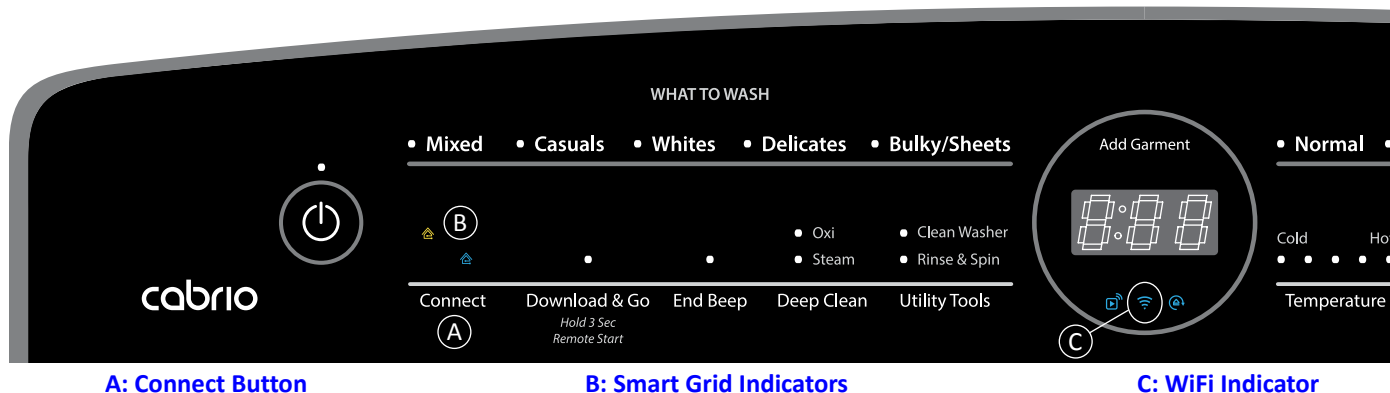 WHAT TO WASH
Mixed Casuals Whites Delicates Bulky/Sheets Add Garment Normal
B Oxi Clean Washer 8:88 Cold
Steam Rinse & Spin
cabrio Connect Download & Go End Beep Deep Clean Utility Tools Temperature
A Hold 3 Sec C
Remote Start
A: Connect Button B: Smart Grid Indicators C: WiFi Indicator